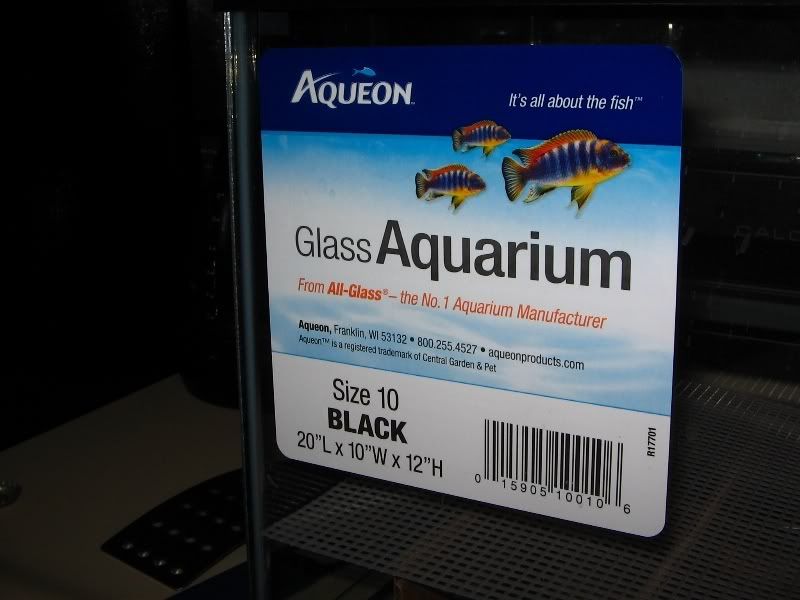 AQUEON™
It's all about the fish™
Glass Aquarium
From All-Glass® – the No.1 Aquarium Manufacturer
Aqueon, Franklin, WI 53132 • 800.255.4527 • aqueonproducts.com
Aqueon™ is a registered trademark of Central Garden & Pet
Size 10
BLACK
20"L x 10"W x 12"H
0 15905 10010 6
R17701